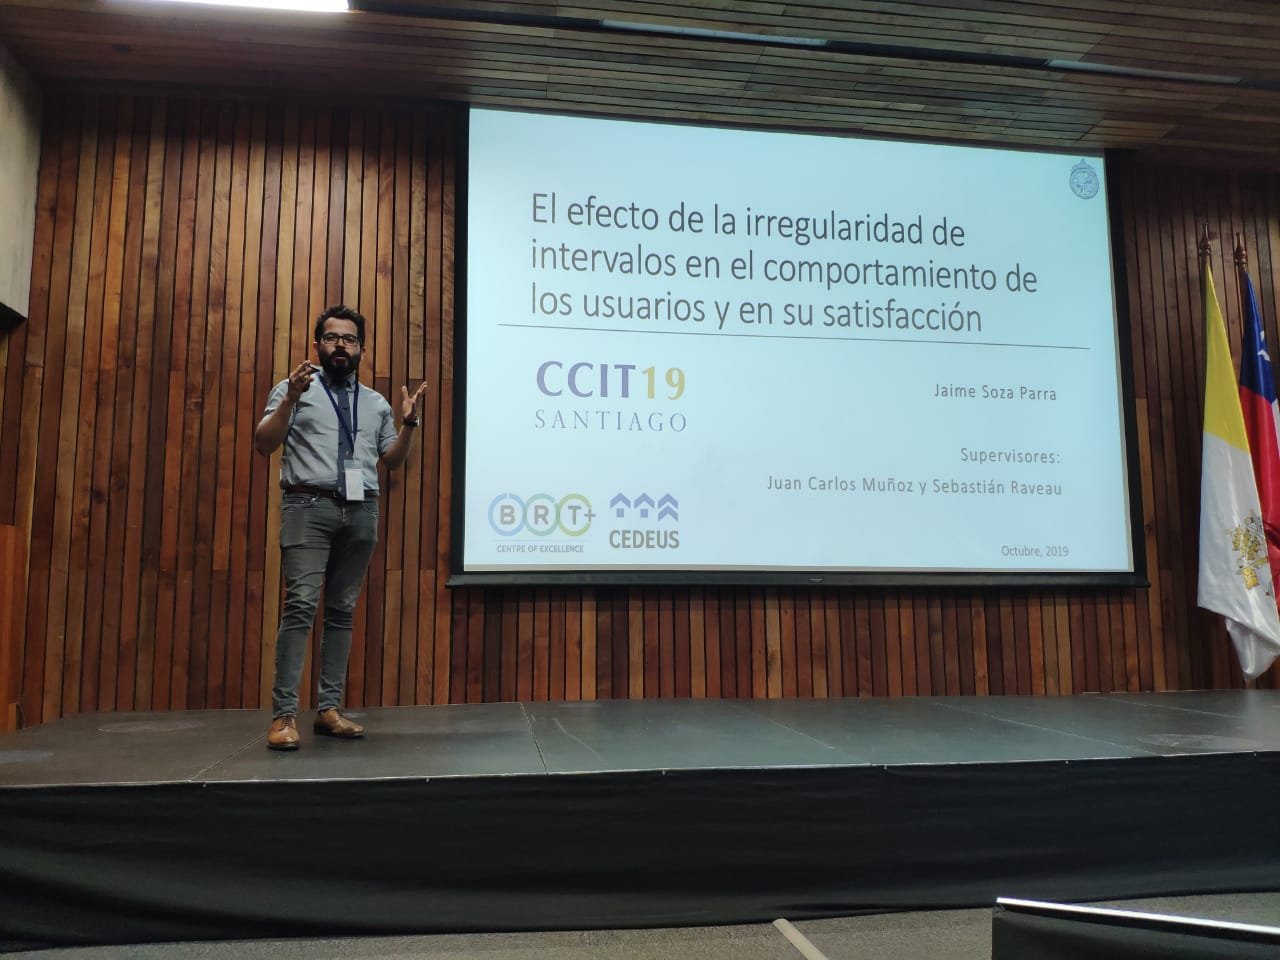 El efecto de la irregularidad de
intervalos en el comportamiento de
los usuarios y en su satisfacción
CCIT19
SANTIAGO
Jaime Soza Parra
Supervisores:
Juan Carlos Muñoz y Sebastián Raveau
BRT+
CENTRE OF EXCELLENCE
CEDEUS
Octubre, 2019